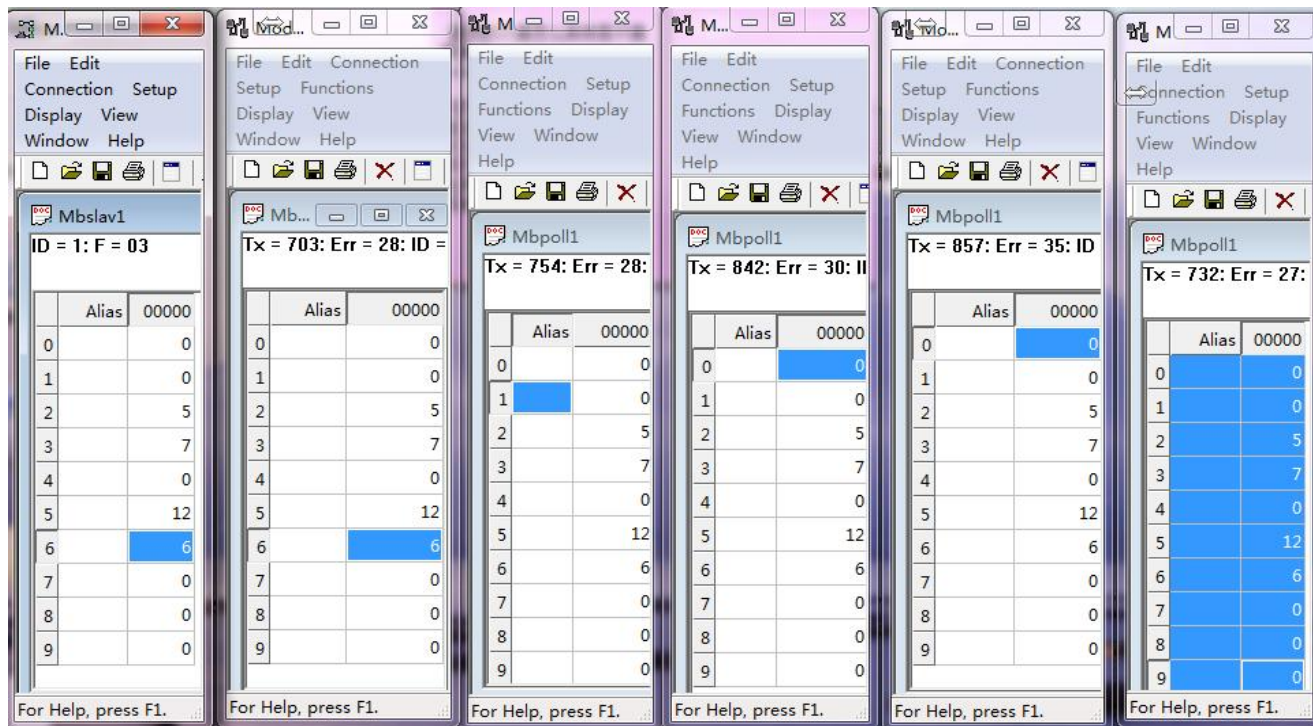 M.
File Edit
Connection Setup
Display View
Window Help
Mbslav1
ID = 1: F = 03
Alias 00000
0 0
1 0
2 5
3 7
4 0
5 12
6 6
7 0
8 0
9 0
For Help, press F1.
Mod...
File Edit Connection
Setup Functions
Display View
Window Help
Mb...
Tx = 703: Err = 28: ID =
Alias 00000
0 0
1 0
2 5
3 7
4 0
5 12
6 6
7 0
8 0
9 0
For Help, press F1.
M
File Edit
Connection Setup
Functions Display
View Window
Help
Mbpoll1
Tx = 754: Err = 28:
Alias 00000
0 0
1 0
2 5
3 7
4 0
5 12
6 6
7 0
8 0
9 0
For Help, press F1.
M...
File Edit
Connection Setup
Functions Display
View Window
Help
Mbpoll1
Tx = 842: Err = 30: II
Alias 00000
0 0
1 0
2 5
3 7
4 0
5 12
6 6
7 0
8 0
9 0
For Help, press F1.
Mo...
File Edit Connection
Setup Functions
Display View
Window Help
Mbpoll1
Tx = 857: Err = 35: ID
Alias 00000
0 0
1 0
2 5
3 7
4 0
5 12
6 6
7 0
8 0
9 0
For Help, press F1.
M
File Edit
Connection Setup
Functions Display
View Window
Help
Mbpoll1
Tx = 732: Err = 27:
Alias 00000
0 0
1 0
2 5
3 7
4 0
5 12
6 6
7 0
8 0
9 0
For Help, press F1.